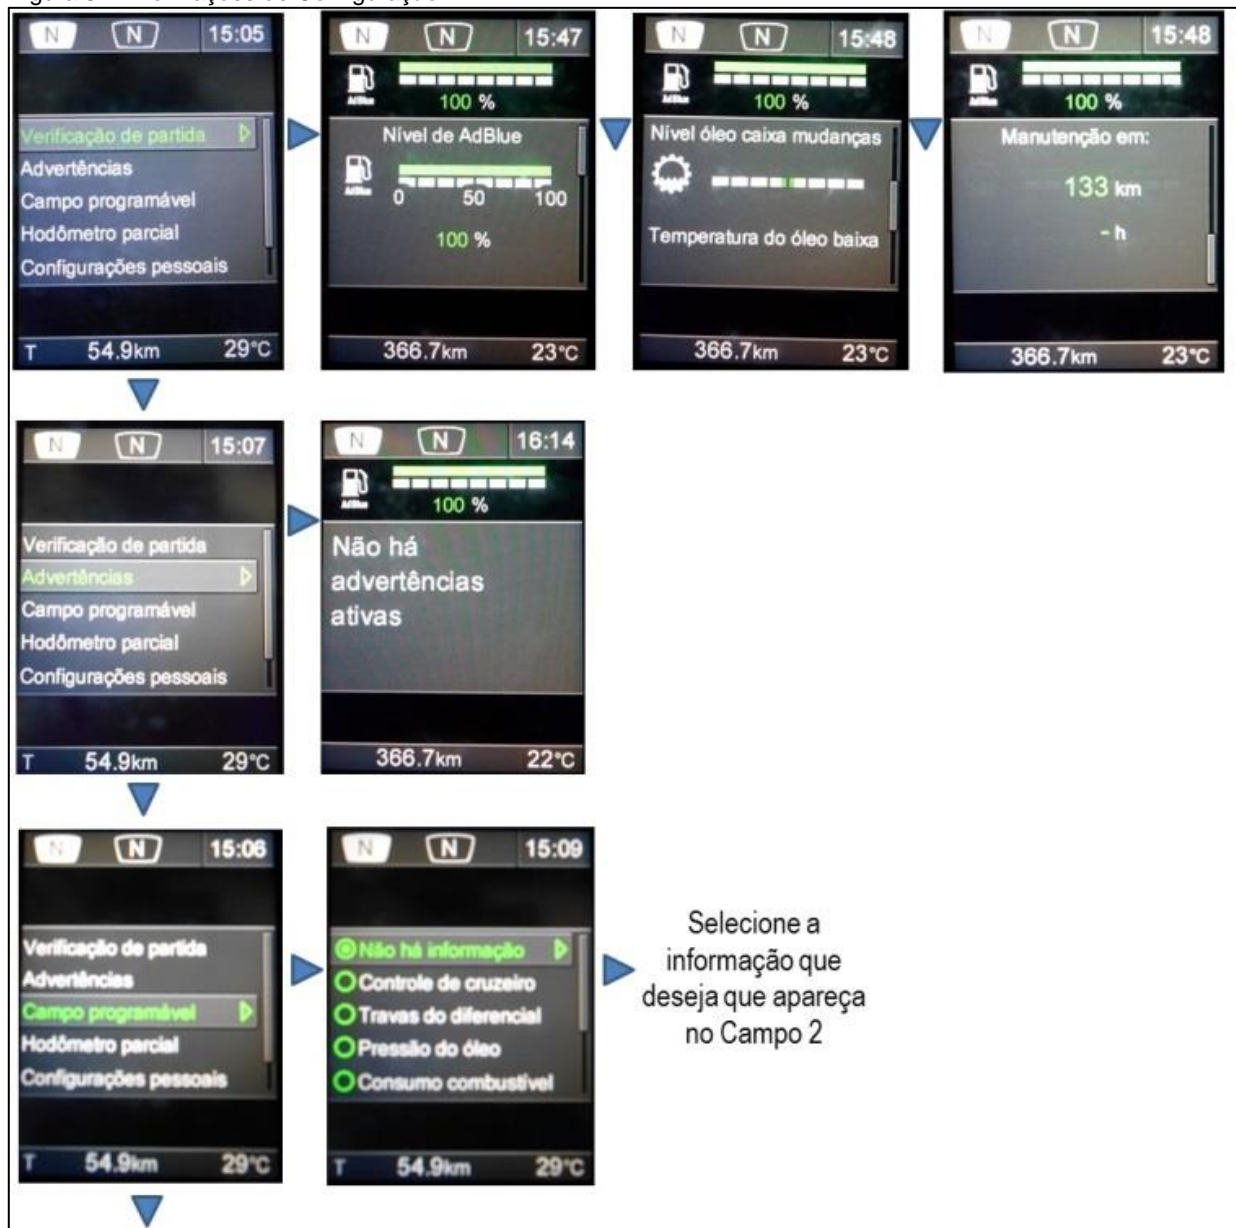 N N 15:05
Verificação de partida
Advertências
Campo programável
Hodômetro parcial
Configurações pessoais
T 54.9km 29°C
N N 15:47
AdBlue
100 %
Nível de AdBlue
0 50 100
100 %
366.7km 23°C
N N 15:48
AdBlue
100 %
Nível óleo caixa mudanças
Temperatura do óleo baixa
366.7km 23°C
N N 15:48
AdBlue
100 %
Manutenção em:
133 km
- h
366.7km 23°C
N N 15:07
Verificação de partida
Advertências
Campo programável
Hodômetro parcial
Configurações pessoais
T 54.9km 29°C
N N 16:14
AdBlue
100 %
Não há
advertências
ativas
366.7km 22°C
N N 15:06
Verificação de partida
Advertências
Campo programável
Hodômetro parcial
Configurações pessoais
T 54.9km 29°C
N N 15:09
Não há informação
Controle de cruzeiro
Travas do diferencial
Pressão do óleo
Consumo combustível
T 54.9km 29°C
Selecione a
informação que
deseja que apareça
no Campo 2